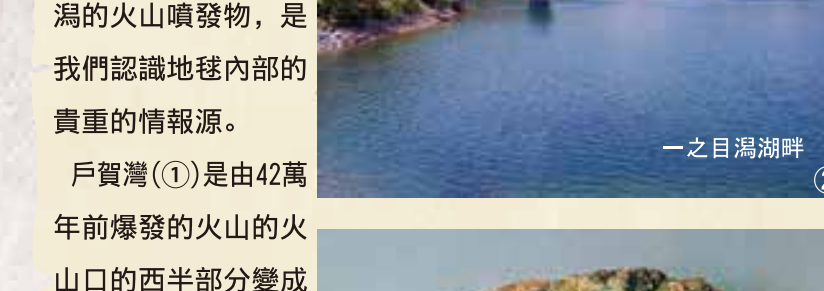 潟的火山噴發物，是
我們認識地毬內部的
貴重的情報源。
戶賀灣(①)是由42萬
年前爆發的火山的火
山口的西半部分變成
一之目潟湖畔